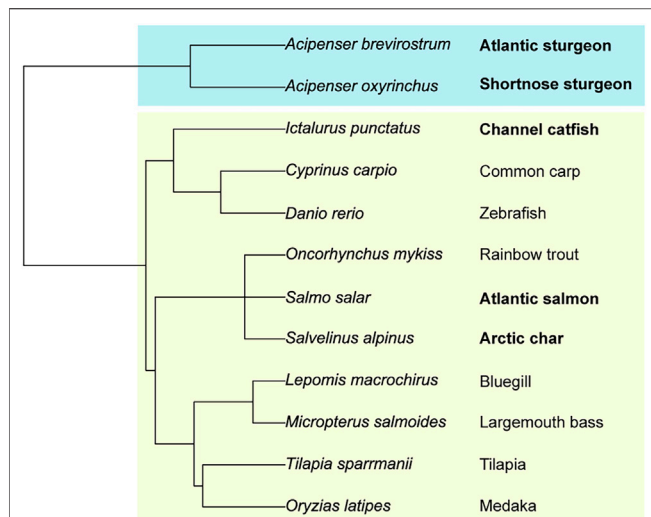 Acipenser brevirostrum Atlantic sturgeon
Acipenser oxyrinchus Shortnose sturgeon
Ictalurus punctatus Channel catfish
Cyprinus carpio Common carp
Danio rerio Zebrafish
Oncorhynchus mykiss Rainbow trout
Salmo salar Atlantic salmon
Salvelinus alpinus Arctic char
Lepomis macrochirus Bluegill
Micropterus salmoides Largemouth bass
Tilapia sparrmanii Tilapia
Oryzias latipes Medaka